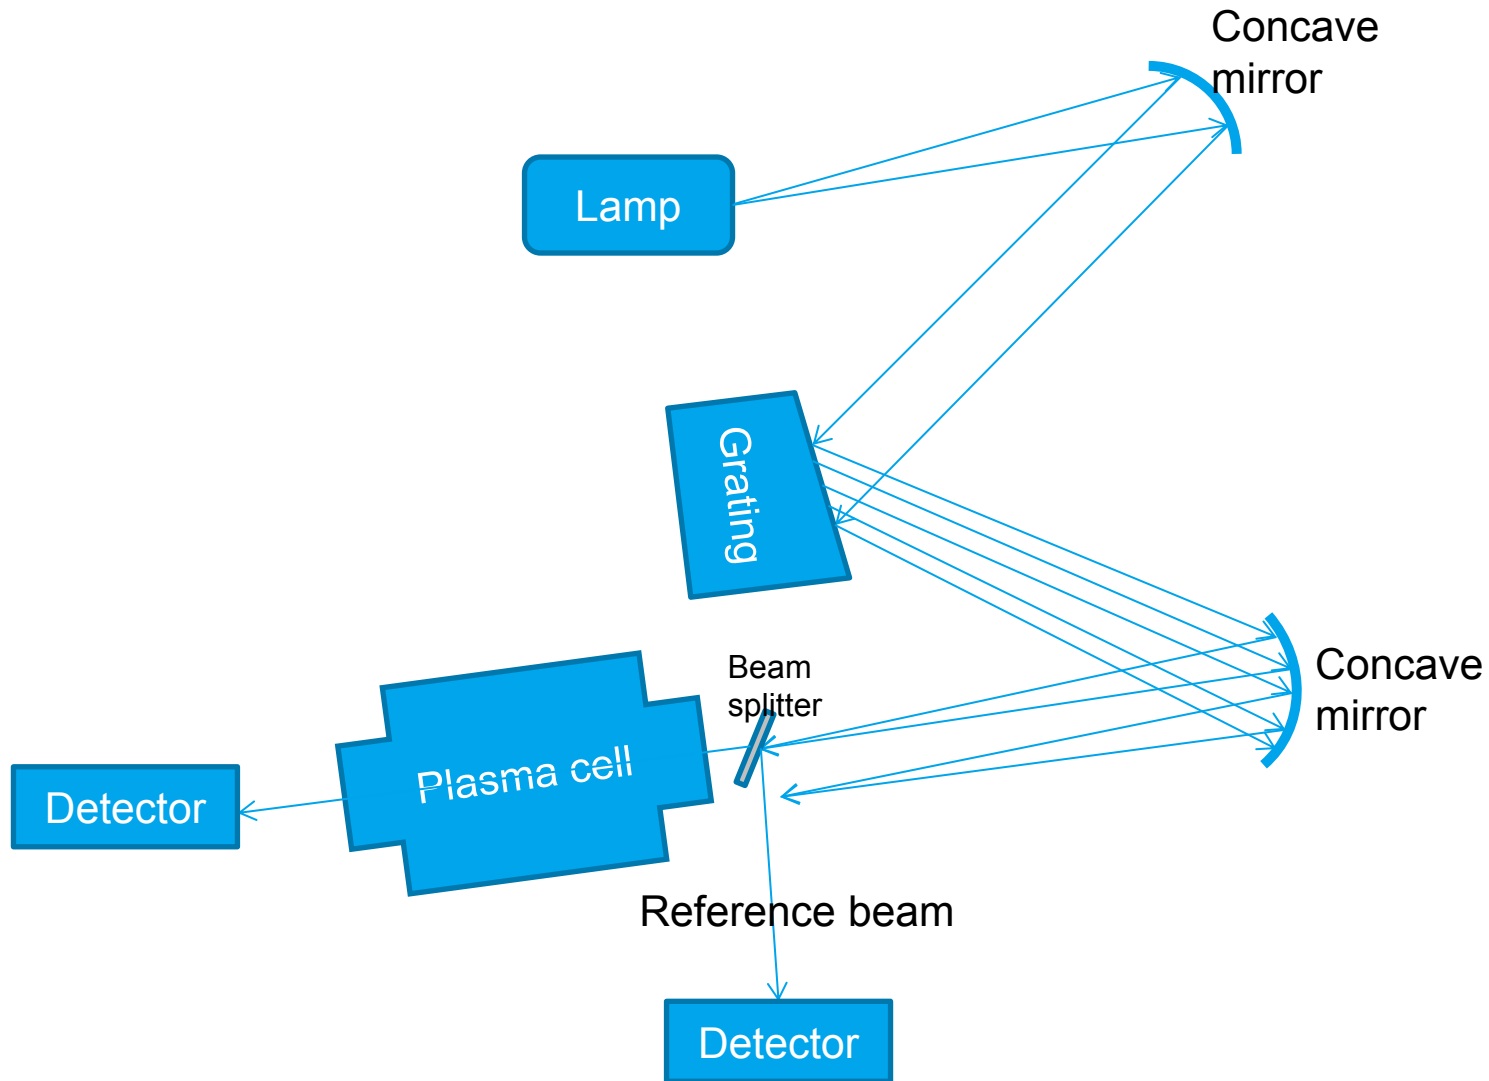 Concave
mirror
Lamp
Grating
Beam
splitter
Concave
mirror
Plasma cell
Detector
Reference beam
Detector